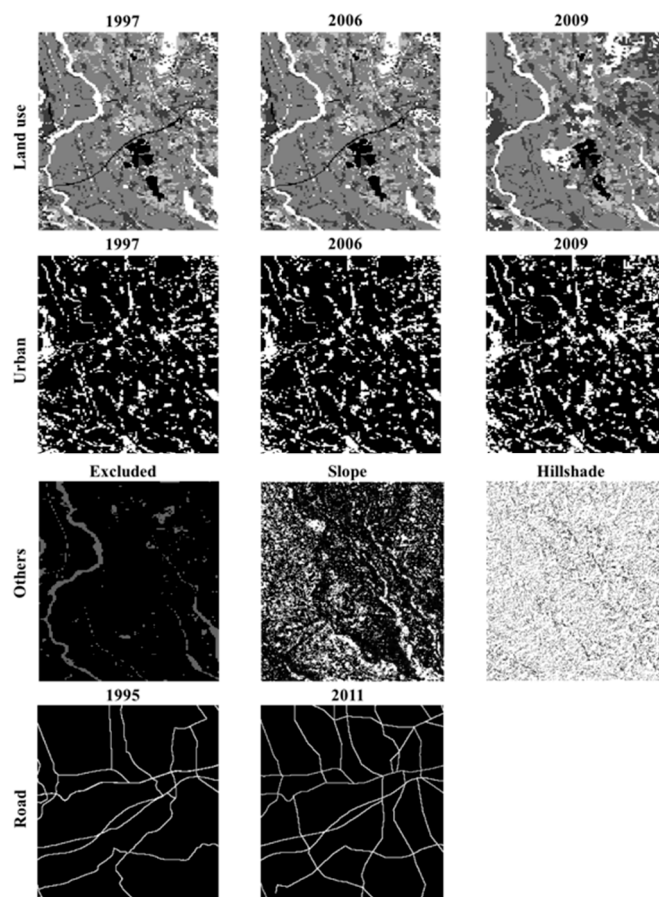 1997 2006 2009
Land use
1997 2006 2009
Urban
Excluded Slope Hillshade
Others
1995 2011
Road